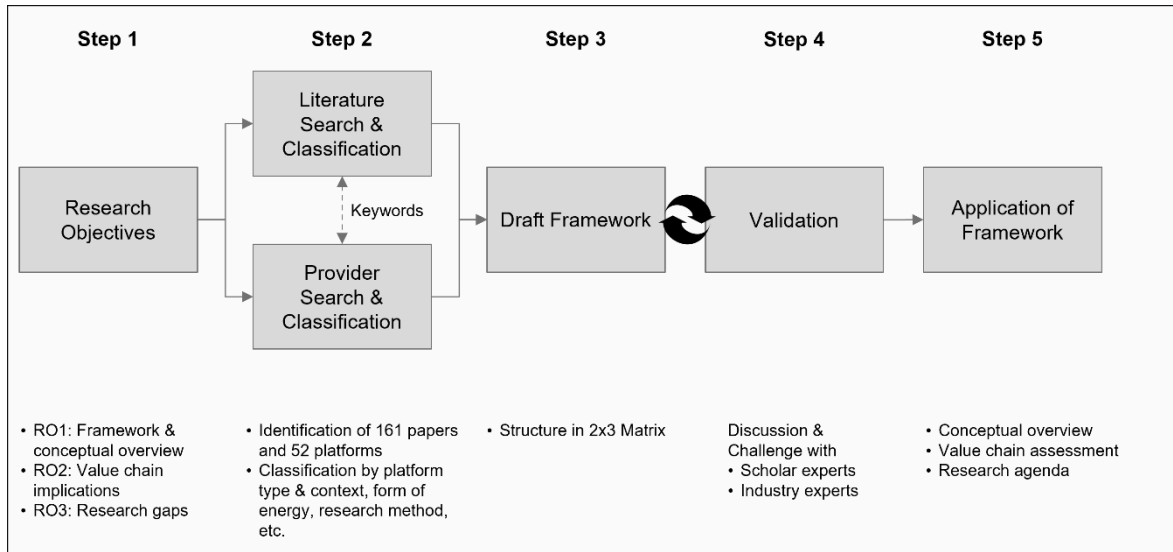 Step 1
Step 2
Step 3
Step 4
Step 5
Literature
Search &
Classification
Research
Objectives
Keywords
Provider
Search &
Classification
Draft Framework
Validation
Application of
Framework
• RO1: Framework &
conceptual overview
• RO2: Value chain
implications
• RO3: Research gaps
• Identification of 161 papers
and 52 platforms
• Classification by platform
type & context, form of
energy, research method,
etc.
• Structure in 2x3 Matrix
Discussion &
Challenge with
• Scholar experts
• Industry experts
• Conceptual overview
• Value chain assessment
• Research agenda